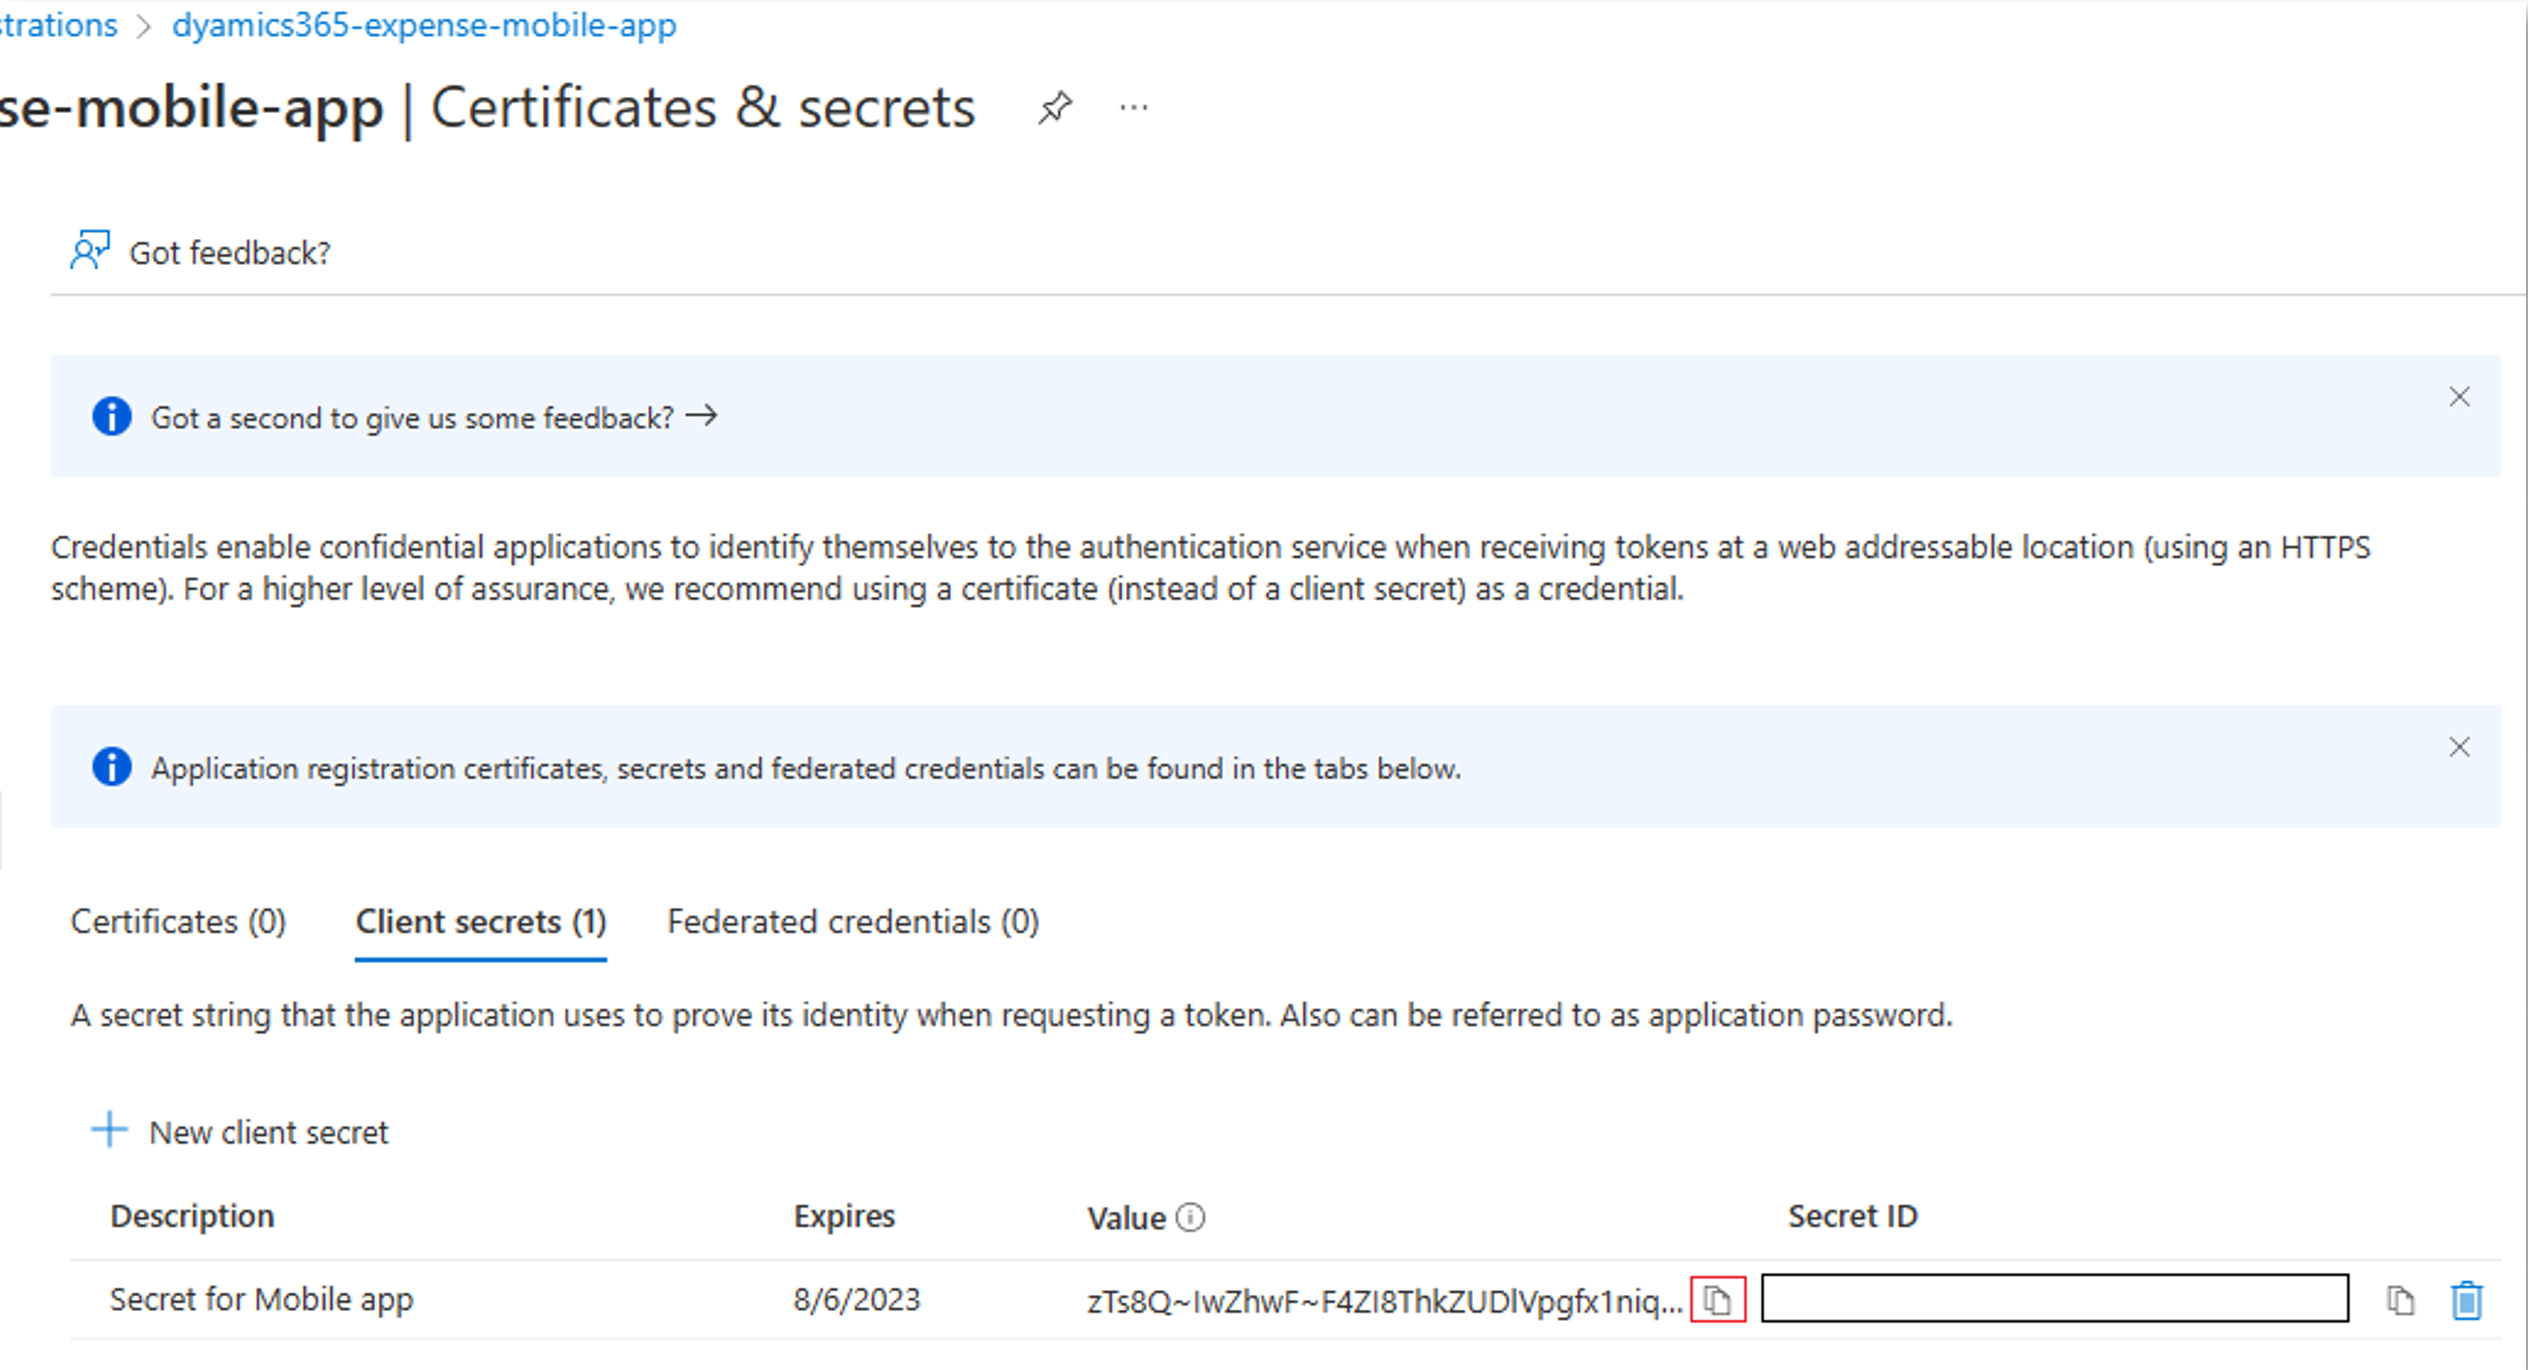 strations > dyamics365-expense-mobile-app
se-mobile-app | Certificates & secrets ...
Got feedback?
Got a second to give us some feedback? →
Credentials enable confidential applications to identify themselves to the authentication service when receiving tokens at a web addressable location (using an HTTPS
scheme). For a higher level of assurance, we recommend using a certificate (instead of a client secret) as a credential.
Application registration certificates, secrets and federated credentials can be found in the tabs below.
Certificates (0) Client secrets (1) Federated credentials (0)
A secret string that the application uses to prove its identity when requesting a token. Also can be referred to as application password.
+ New client secret
Description Expires Value Secret ID
Secret for Mobile app 8/6/2023 zTs8Q~IwZhwF~F4ZI8ThkZUDlVpgfx1niq...